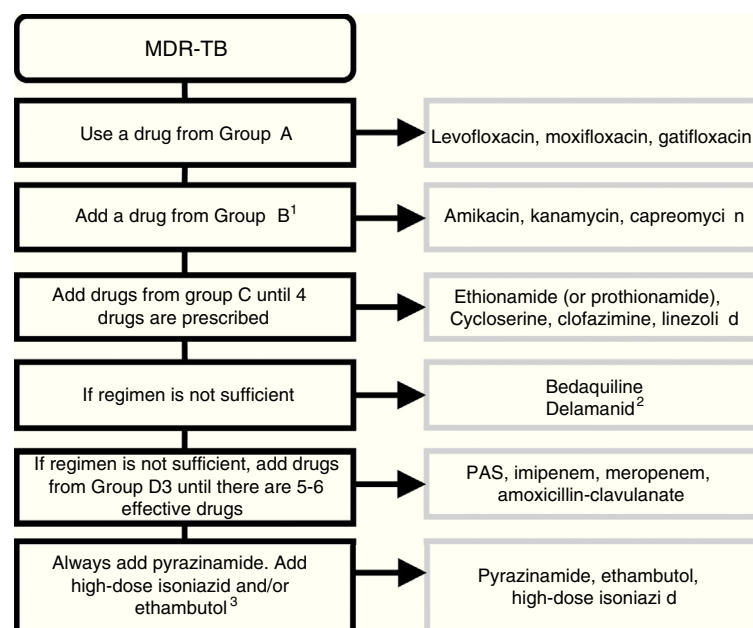 MDR-TB
Use a drug from Group A
Levofloxacin, moxifloxacin, gatifloxacin
Add a drug from Group B¹
Amikacin, kanamycin, capreomyci n
Add drugs from group C until 4
drugs are prescribed
Ethionamide (or prothionamide),
Cycloserine, clofazimine, linezoli d
If regimen is not sufficient
Bedaquiline
Delamanid²
If regimen is not sufficient, add drugs
from Group D3 until there are 5-6
effective drugs
PAS, imipenem, meropenem,
amoxicillin-clavulanate
Always add pyrazinamide. Add
high-dose isoniazid and/or
ethambutol³
Pyrazinamide, ethambutol,
high-dose isoniazi d